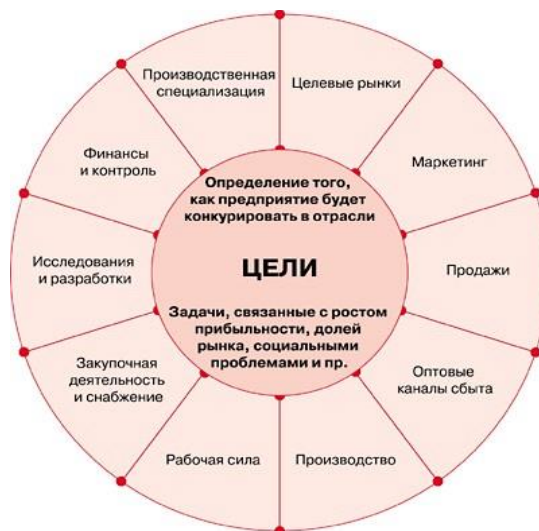 Производственная
специализация
Целевые рынки
Маркетинг
Продажи
Оптовые
каналы сбыта
Производство
Рабочая сила
Закупочная
деятельность
и снабжение
Исследования
и разработки
Финансы
и контроль
Определение того,
как предприятие будет
конкурировать в отрасли
ЦЕЛИ
Задачи, связанные с ростом
прибыльности, долей
рынка, социальными
проблемами и пр.